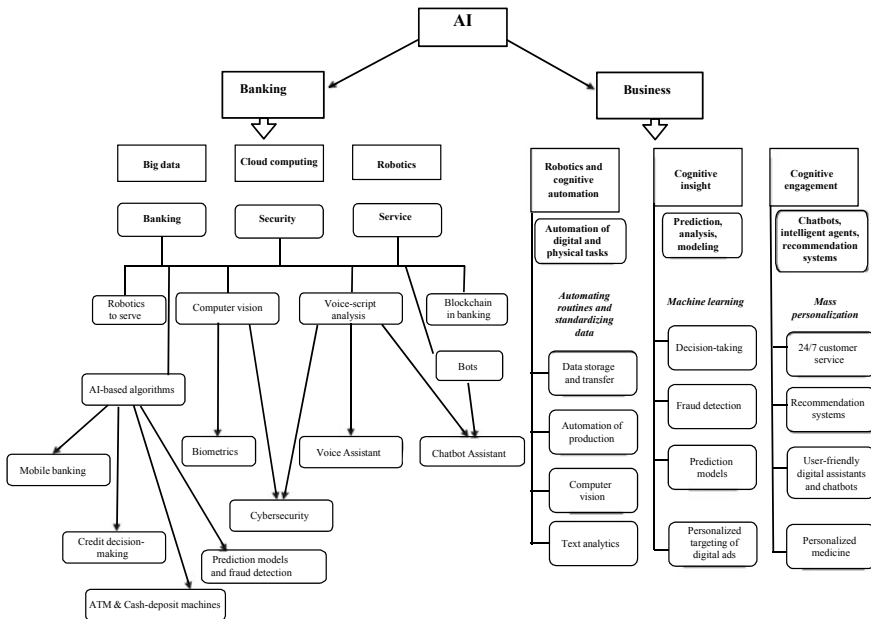 AI
Banking
Business
Big data
Cloud computing
Robotics
Banking
Security
Service
Robotics
to serve
Computer vision
Voice-script
analysis
Blockchain
in banking
Bots
AI-based algorithms
Mobile banking
Biometrics
Voice Assistant
Chatbot Assistant
Cybersecurity
Credit decision-
making
Prediction models
and fraud detection
ATM & Cash-deposit machines
Robotics and
cognitive
automation
Automation of
digital and
physical tasks
Automating
routines and
standardizing
data
Data storage
and transfer
Automation of
production
Computer
vision
Text analytics
Cognitive
insight
Prediction,
analysis,
modeling
Machine learning
Decision-taking
Fraud detection
Prediction
models
Personalized
targeting of
digital ads
Cognitive
engagement
Chatbots,
intelligent agents,
recommendation
systems
Mass
personalization
24/7 customer
service
Recommendation
systems
User-friendly
digital assistants
and chatbots
Personalized
medicine